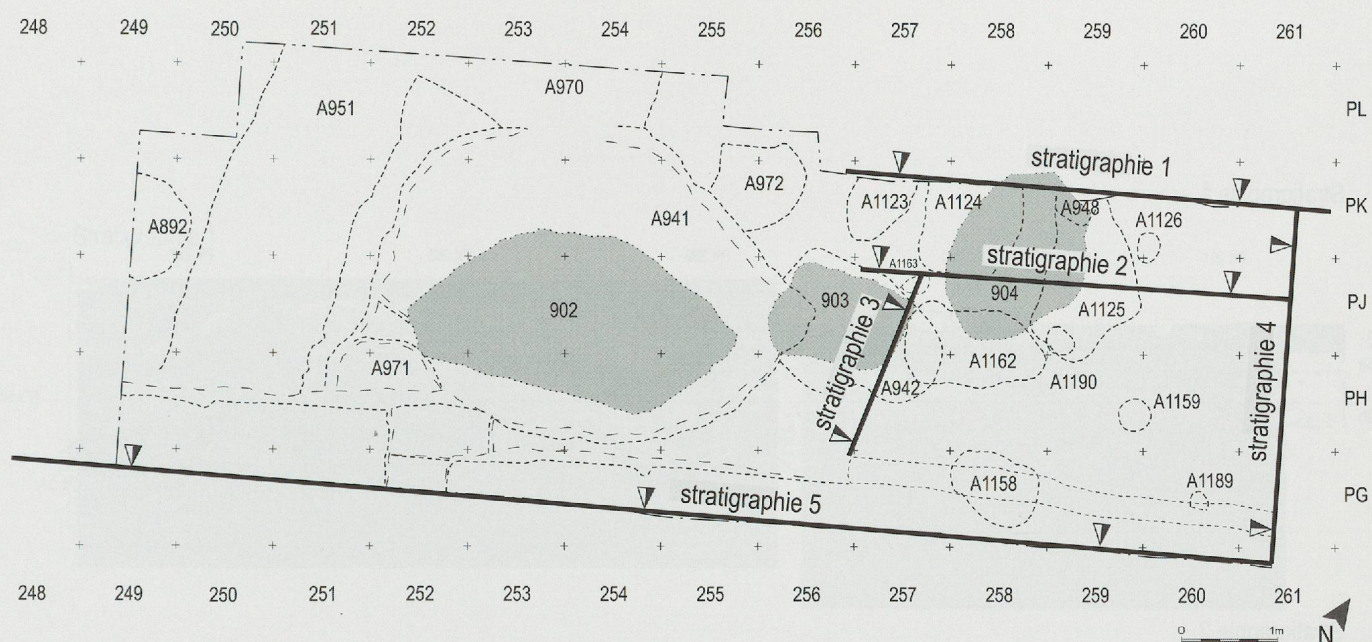 248 249 250 251 252 253 254 255 256 257 258 259 260 261
A951
A970
PL
stratigraphie 1
A972
A892
A941
A1123
A1124
A948
A1126
PK
A1163
stratigraphie 2
902
903
904
A1125
PJ
stratigraphie 3
stratigraphie 4
A971
A942
A1162
A1190
A1159
PH
A1158
A1189
PG
stratigraphie 5
248 249 250 251 252 253 254 255 256 257 258 259 260 261
0 1m
N